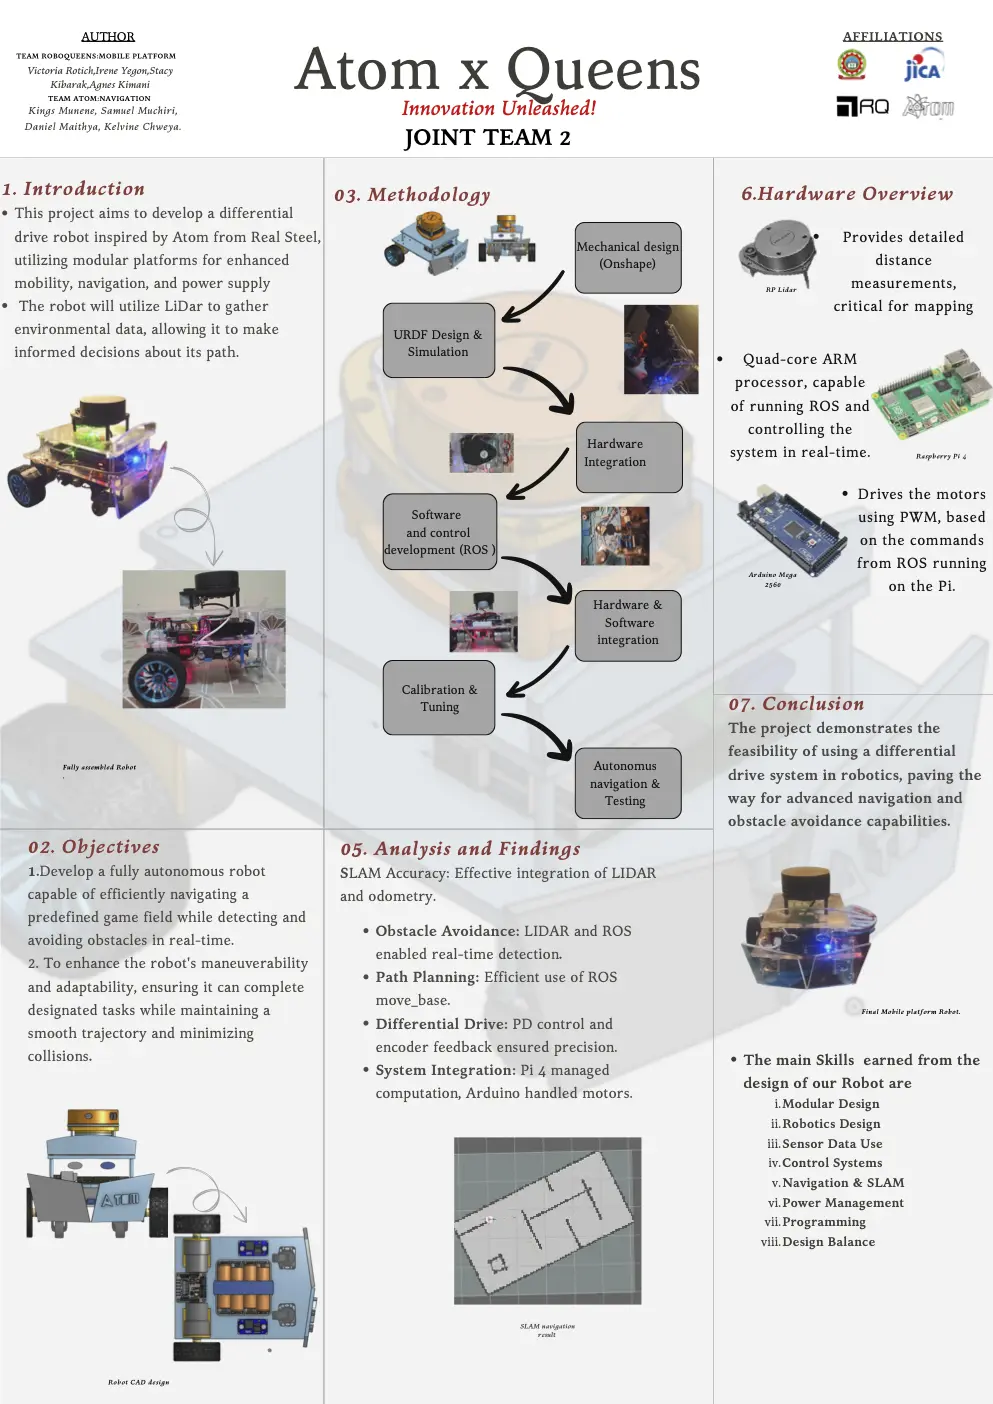 AUTHOR
TEAM ROBOQUEENS:MOBILE PLATFORM
Victoria Rotich,Irene Yegon,Stacy
Kibarak,Agnes Kimani
TEAM ATOM:NAVIGATION
Kings Munene, Samuel Muchiri,
Daniel Maithya, Kelvine Chweya.
Atom x Queens
Innovation Unleashed!
JOINT TEAM 2
AFFILIATIONS
JICA
RQ
Atom
1. Introduction
• This project aims to develop a differential
drive robot inspired by Atom from Real Steel,
utilizing modular platforms for enhanced
mobility, navigation, and power supply
• The robot will utilize LiDar to gather
environmental data, allowing it to make
informed decisions about its path.
Fully assembled Robot
.
02. Objectives
1.Develop a fully autonomous robot
capable of efficiently navigating a
predefined game field while detecting and
avoiding obstacles in real-time.
2. To enhance the robot's maneuverability
and adaptability, ensuring it can complete
designated tasks while maintaining a
smooth trajectory and minimizing
collisions.
ATOM
Robot CAD design
03. Methodology
Mechanical design
(Onshape)
URDF Design &
Simulation
Hardware
Integration
Software
and control
development (ROS )
Hardware &
Software
integration
Calibration &
Tuning
Autonomus
navigation &
Testing
05. Analysis and Findings
SLAM Accuracy: Effective integration of LIDAR
and odometry.
• Obstacle Avoidance: LIDAR and ROS
enabled real-time detection.
• Path Planning: Efficient use of ROS
move_base.
• Differential Drive: PD control and
encoder feedback ensured precision.
• System Integration: Pi 4 managed
computation, Arduino handled motors.
SLAM navigation
result
6.Hardware Overview
• Provides detailed
distance
measurements,
critical for mapping
RP Lidar
• Quad-core ARM
processor, capable
of running ROS and
controlling the
system in real-time.
Raspberry Pi 4
• Drives the motors
using PWM, based
on the commands
from ROS running
on the Pi.
Arduino Mega
2560
07. Conclusion
The project demonstrates the
feasibility of using a differential
drive system in robotics, paving the
way for advanced navigation and
obstacle avoidance capabilities.
Final Mobile platform Robot.
• The main Skills  earned from the
design of our Robot are
i. Modular Design
ii. Robotics Design
iii. Sensor Data Use
iv. Control Systems
v. Navigation & SLAM
vi. Power Management
vii. Programming
viii. Design Balance